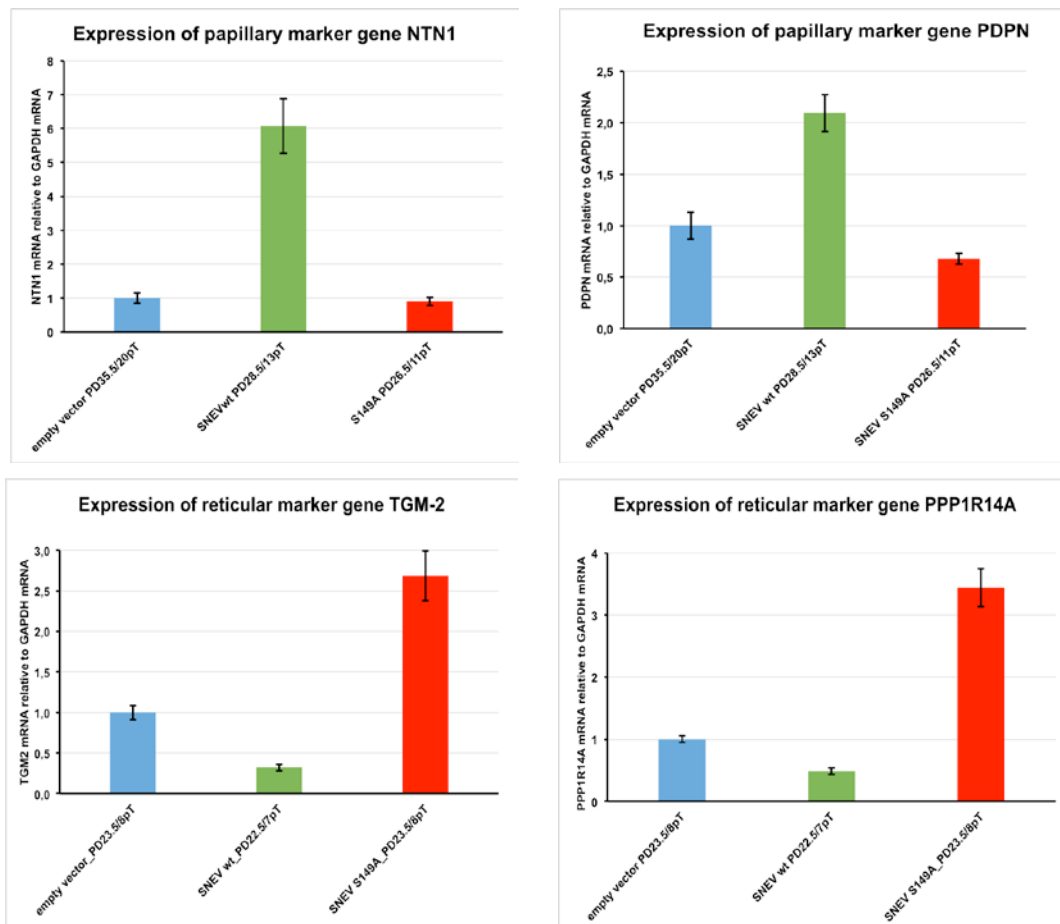 Expression of papillary marker gene NTN1
NTN1 mRNA relative to GAPDH mRNA
8
7
6
5
4
3
2
1
0
empty vector PD35.5/20pT
SNEVwt PD28.5/13pT
S149A PD26.5/11pT
Expression of papillary marker gene PDPN
PDPN mRNA relative to GAPDH mRNA
2,5
2,0
1,5
1,0
0,5
0,0
empty vector PD35.5/20pT
SNEV wt PD28.5/13pT
SNEV S149A PD26.5/11pT
Expression of reticular marker gene TGM-2
TGM2 mRNA relative to GAPDH mRNA
3,0
2,5
2,0
1,5
1,0
0,5
0,0
empty vector_PD23.5/8pT
SNEV wt_PD22.5/7pT
SNEV S149A_PD23.5/8pT
Expression of reticular marker gene PPP1R14A
PPP1R14A mRNA relative to GAPDH mRNA
4
3
2
1
0
empty vector PD23.5/8pT
SNEV wt PD22.5/7pT
SNEV S149A_PD23.5/8pT